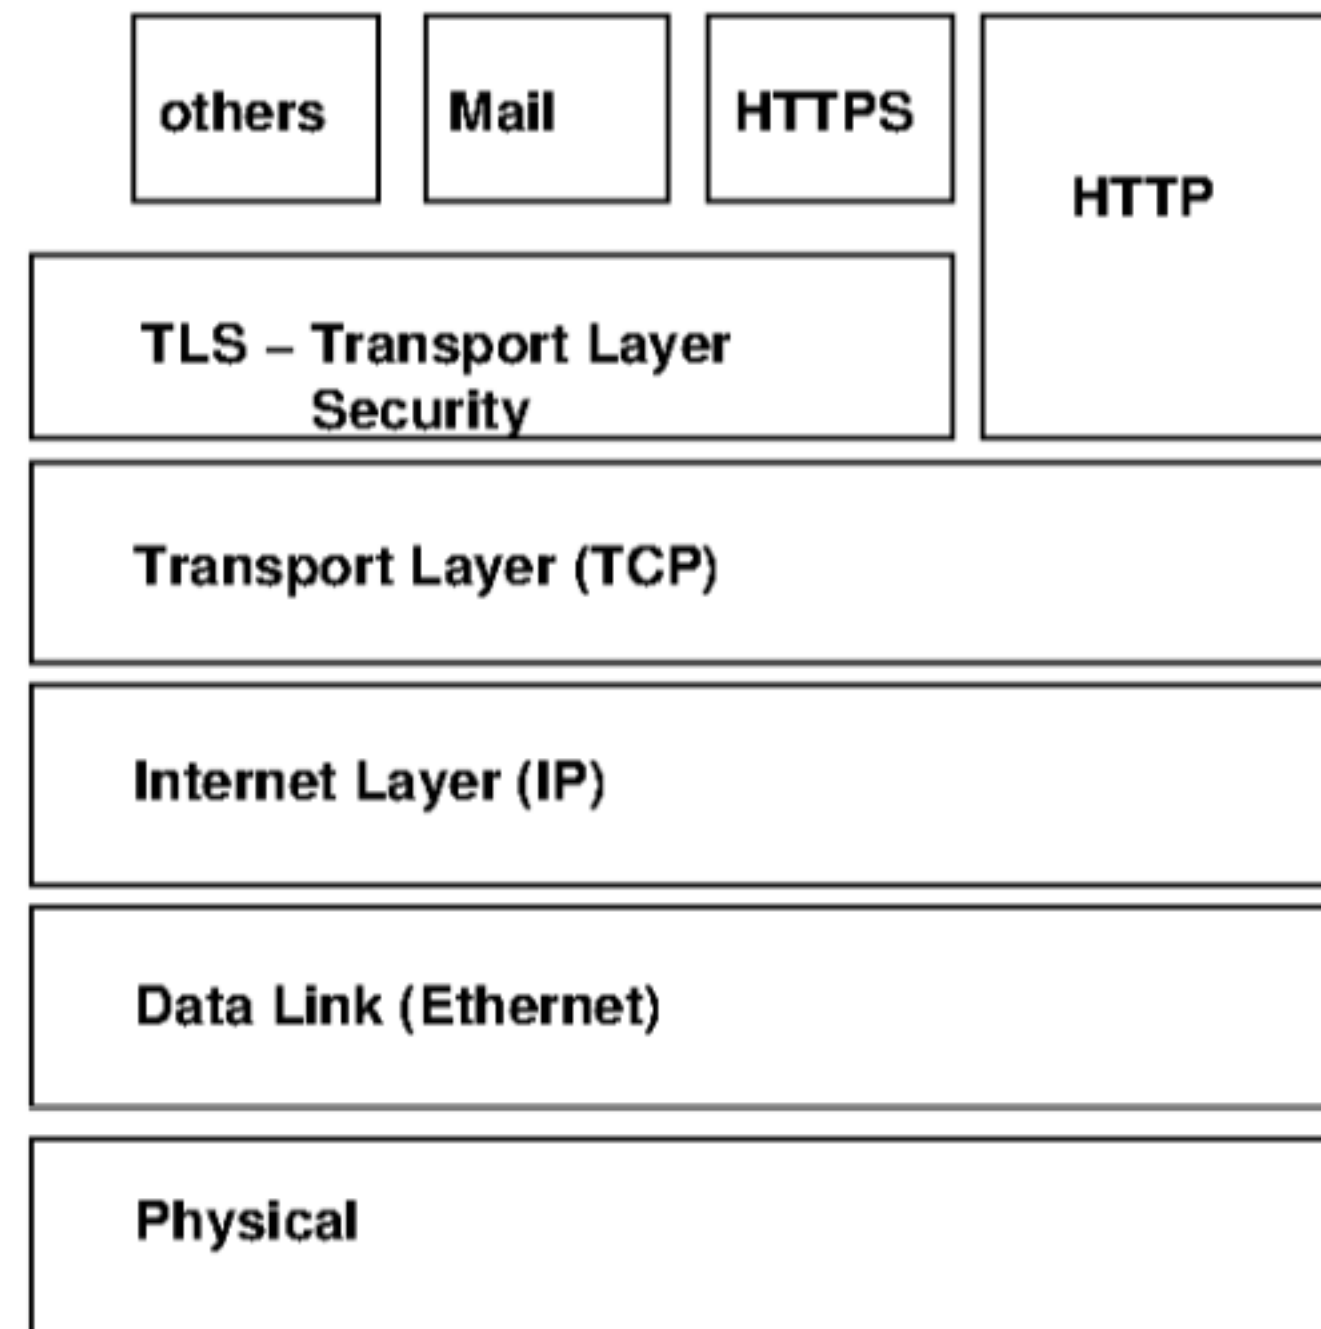 others
Mail
HTTPS
HTTP
TLS – Transport Layer
Security
Transport Layer (TCP)
Internet Layer (IP)
Data Link (Ethernet)
Physical